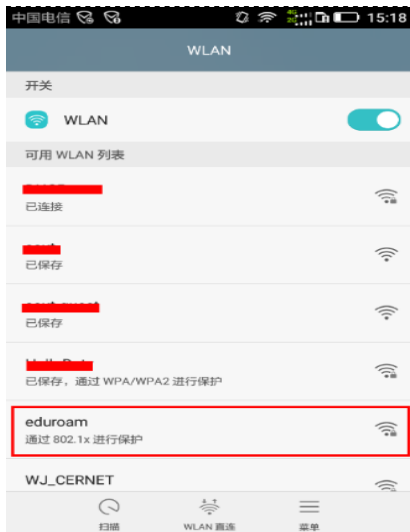 中国电信
4G
2G
15:18
WLAN
开关
WLAN
可用 WLAN 列表
已连接
已保存
已保存
已保存，通过 WPA/WPA2 进行保护
eduroam
通过 802.1x 进行保护
WJ_CERNET
扫描
WLAN 直连
菜单